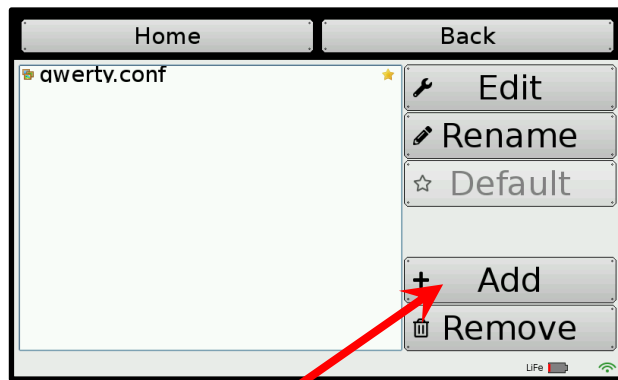 Home
Back
qwerty.conf
Edit
Rename
Default
Add
Remove
LiFe